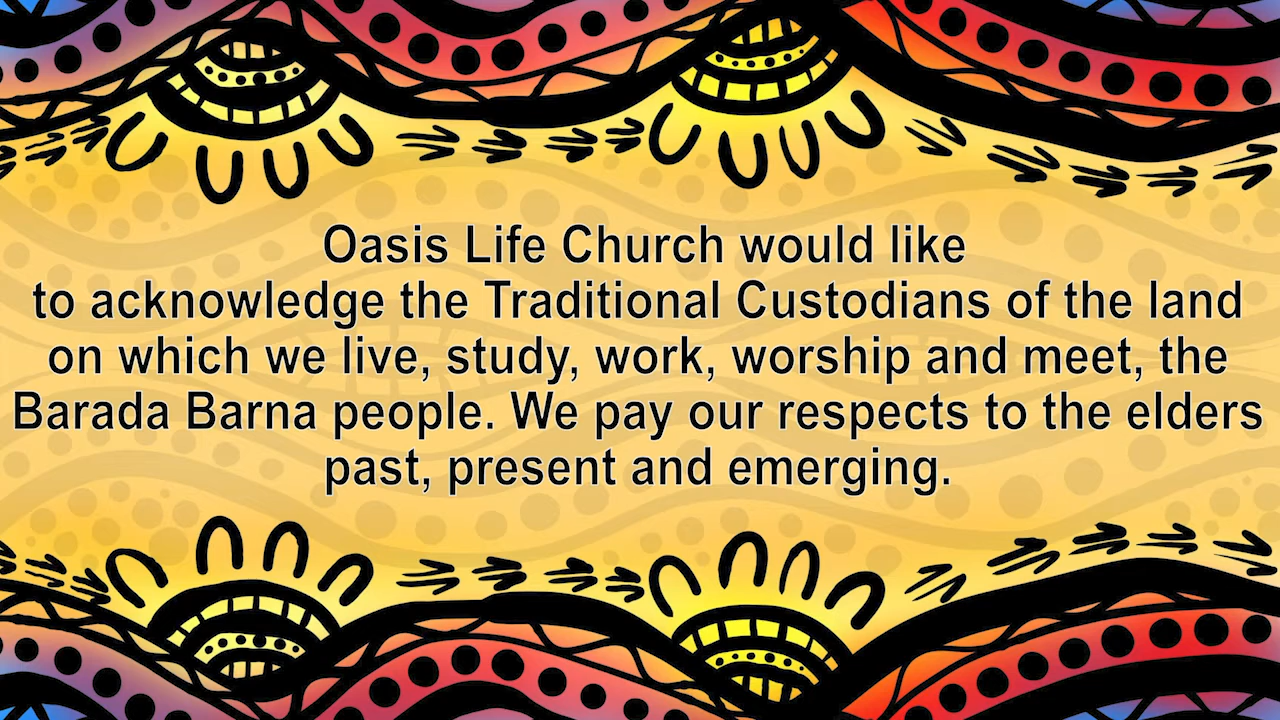 Oasis Life Church would like
to acknowledge the Traditional Custodians of the land
on which we live, study, work, worship and meet, the
Barada Barna people. We pay our respects to the elders
past, present and emerging.